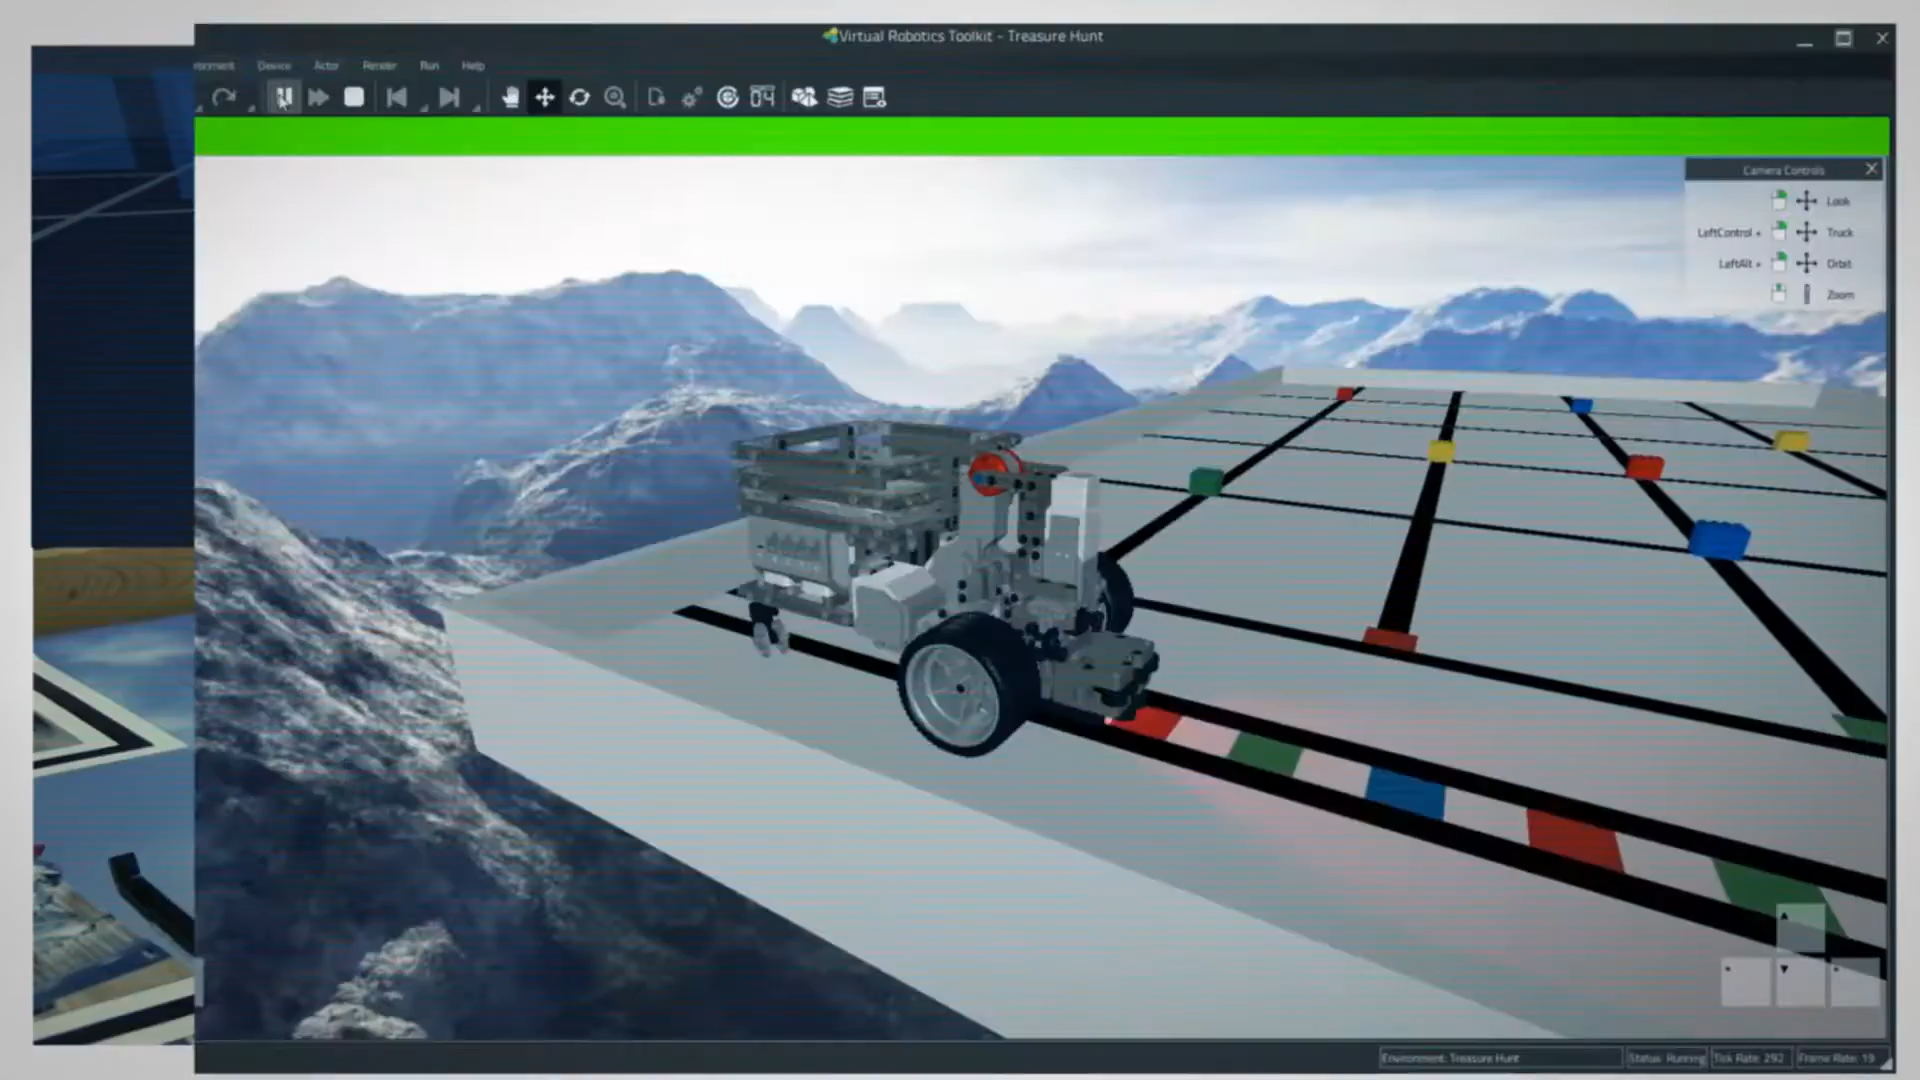 Virtual Robotics Toolkit - Treasure Hunt
Device Actor Render Run Help
Camera Controls
Look
LeftControl + Truck
LeftAlt + Orbit
Zoom
Environment: Treasure Hunt Status: Running Tick Rate: 292 Frame Rate: 19